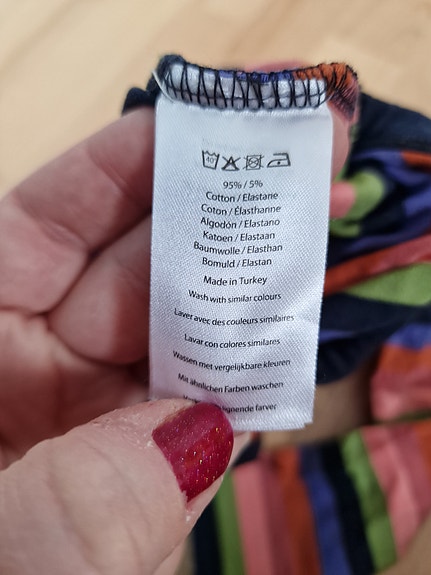 40°
95% / 5%
Cotton / Elastane
Coton / Élasthanne
Algodón / Elastano
Katoen / Elastaan
Baumwolle / Elasthan
Bomuld / Elastan
Made in Turkey
Wash with similar colours
Laver avec des couleurs similaires
Lavar con colores similares
Wassen met vergelijkbare kleuren
Mit ähnlichen Farben waschen
farver